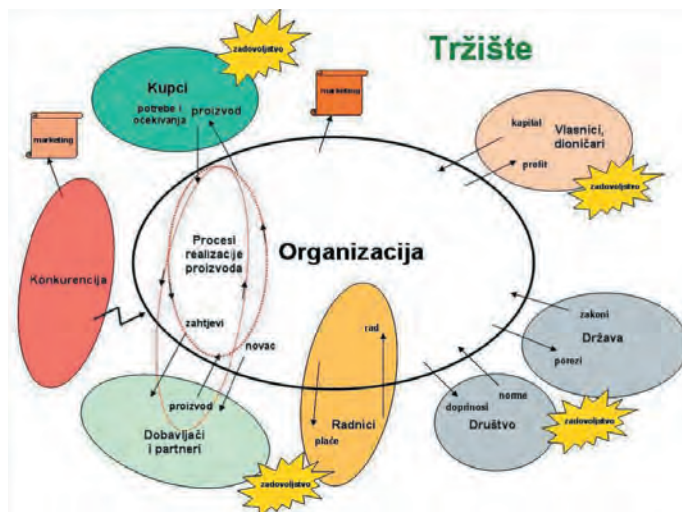 Tržište
zadovoljstvo
Kupci
potrebe i
očekivanja
proizvod
marketing
marketing
kapital
Vlasnici,
dioničari
profit
zadovoljstvo
Konkurencija
Procesi
realizacije
proizvoda
Organizacija
zahtjevi
novac
rad
zakoni
Država
porezi
proizvod
Dobavljači
i partneri
Radnici
plaće
norme
doprinosi
Društvo
zadovoljstvo
zadovoljstvo